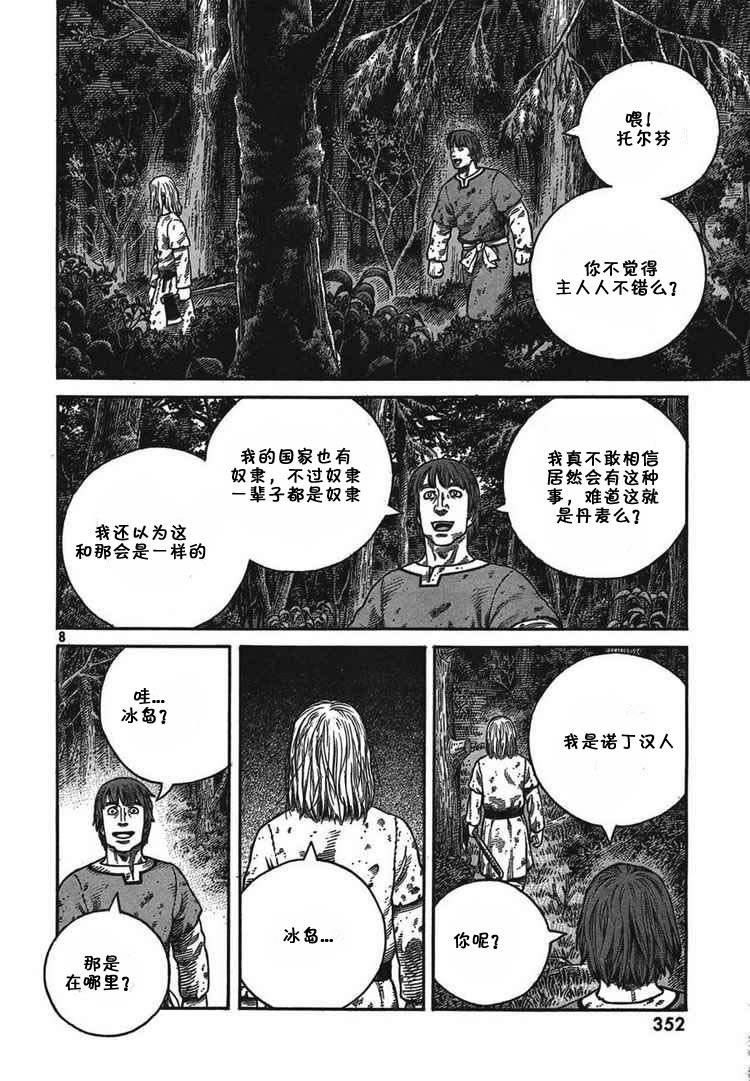 喂!
托尔芬
你不觉得
主人人不错么?
我真不敢相信
居然会有这种
事，难道这就
是丹麦么?
我的国家也有
奴隶，不过奴隶
一辈子都是奴隶
我还以为这
和那会是一样的
8
我是诺丁汉人
你呢?
冰岛...
哇...
冰岛?
那是
在哪里?
352